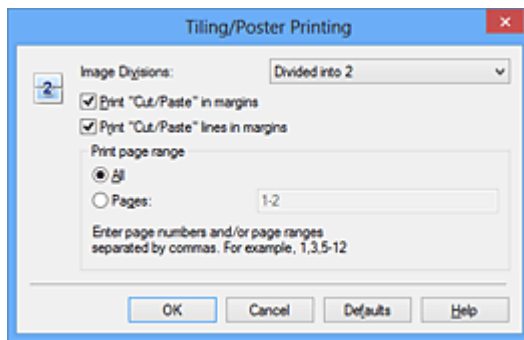 Tiling/Poster Printing
Image Divisions: Divided into 2
2
Print "Cut/Paste" in margins
Print "Cut/Paste" lines in margins
Print page range
All
Pages: 1-2
Enter page numbers and/or page ranges
separated by commas. For example, 1,3,5-12
OK Cancel Defaults Help